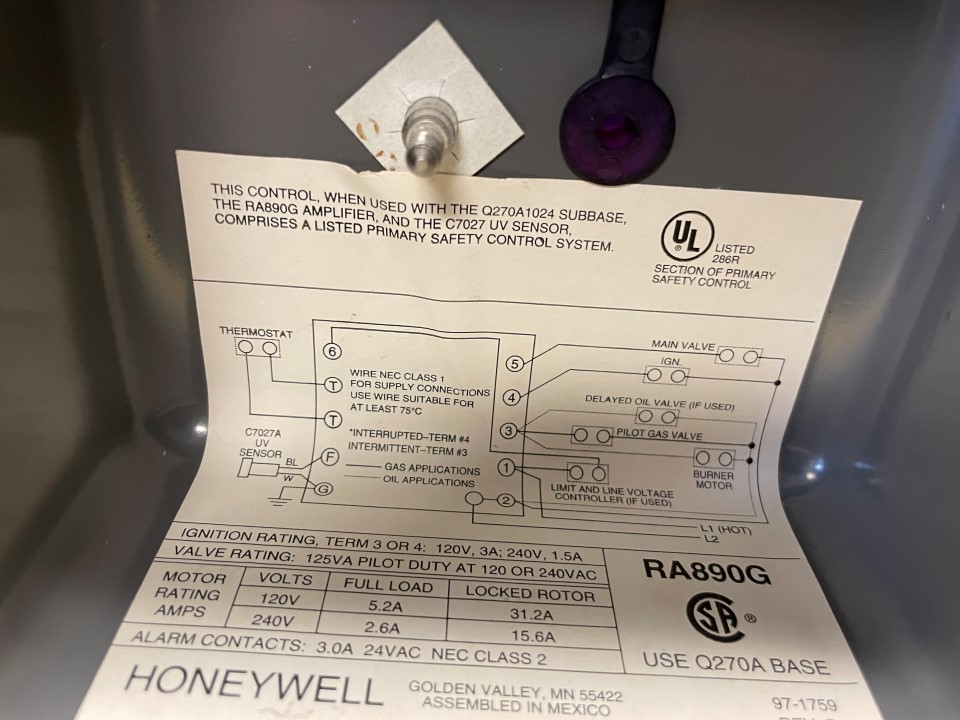 THIS CONTROL, WHEN USED WITH THE Q270A1024 SUBBASE,
THE RA890G AMPLIFIER, AND THE C7027 UV SENSOR,
COMPRISES A LISTED PRIMARY SAFETY CONTROL SYSTEM.
UL ®
LISTED
286R
SECTION OF PRIMARY
SAFETY CONTROL
THERMOSTAT
6
T
T
F
G
C7027A
UV
SENSOR
BL
W
WIRE NEC CLASS 1
FOR SUPPLY CONNECTIONS
USE WIRE SUITABLE FOR
AT LEAST 75°C
*INTERRUPTED–TERM #4
INTERMITTENT–TERM #3
GAS APPLICATIONS
OIL APPLICATIONS
5
4
3
1
2
MAIN VALVE
IGN.
DELAYED OIL VALVE (IF USED)
PILOT GAS VALVE
BURNER
MOTOR
LIMIT AND LINE VOLTAGE
CONTROLLER (IF USED)
L1 (HOT)
L2
IGNITION RATING, TERM 3 OR 4: 120V, 3A; 240V, 1.5A
VALVE RATING: 125VA PILOT DUTY AT 120 OR 240VAC
MOTOR
RATING
AMPS
VOLTS FULL LOAD LOCKED ROTOR
120V 5.2A 31.2A
240V 2.6A 15.6A
ALARM CONTACTS: 3.0A 24VAC NEC CLASS 2
RA890G
SA ®
USE Q270A BASE
HONEYWELL
GOLDEN VALLEY, MN 55422
ASSEMBLED IN MEXICO
97-1759